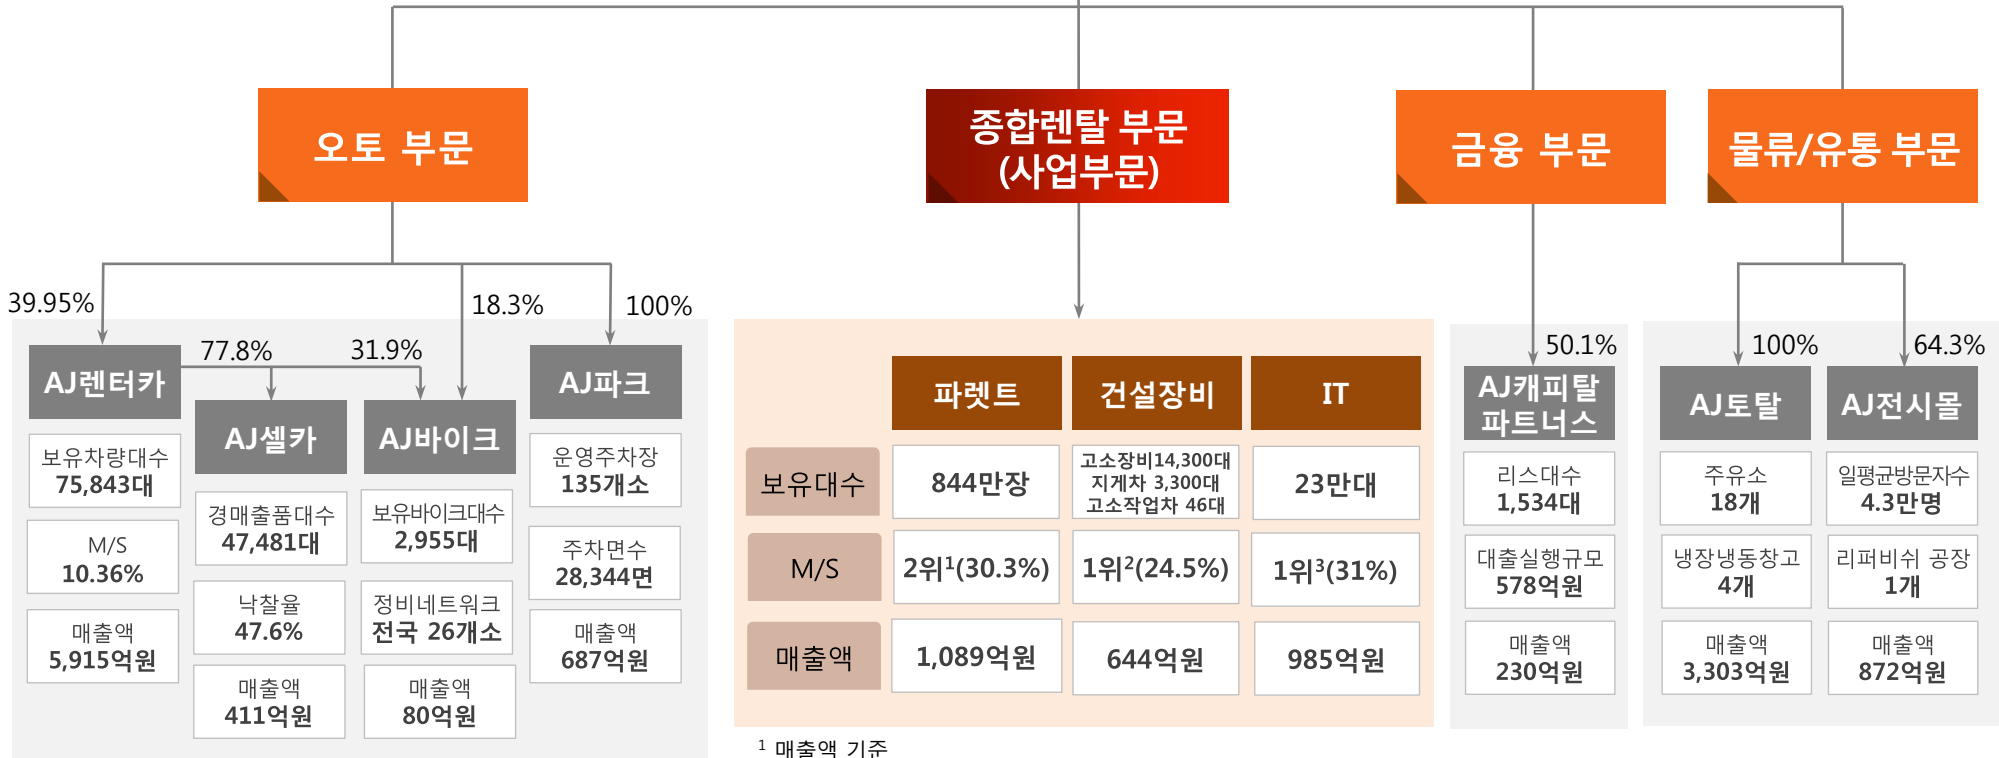 오토 부문
종합렌탈 부문
(사업부문)
금융 부문
물류/유통 부문
39.95%
18.3%
100%
77.8%
31.9%
AJ렌터카
보유차량대수
75,843대
M/S
10.36%
매출액
5,915억원
AJ셀카
경매출품대수
47,481대
낙찰율
47.6%
매출액
411억원
AJ바이크
보유바이크대수
2,955대
정비네트워크
전국 26개소
매출액
80억원
AJ파크
운영주차장
135개소
주차면수
28,344면
매출액
687억원
파렛트
건설장비
IT
보유대수
844만장
고소장비14,300대
지게차 3,300대
고소작업차 46대
23만대
M/S
2위1(30.3%)
1위2(24.5%)
1위3(31%)
매출액
1,089억원
644억원
985억원
1 매출액 기준
50.1%
AJ캐피탈
파트너스
리스대수
1,534대
대출실행규모
578억원
매출액
230억원
100%
64.3%
AJ토탈
주유소
18개
냉장냉동창고
4개
매출액
3,303억원
AJ전시몰
일평균방문자수
4.3만명
리퍼비쉬 공장
1개
매출액
872억원